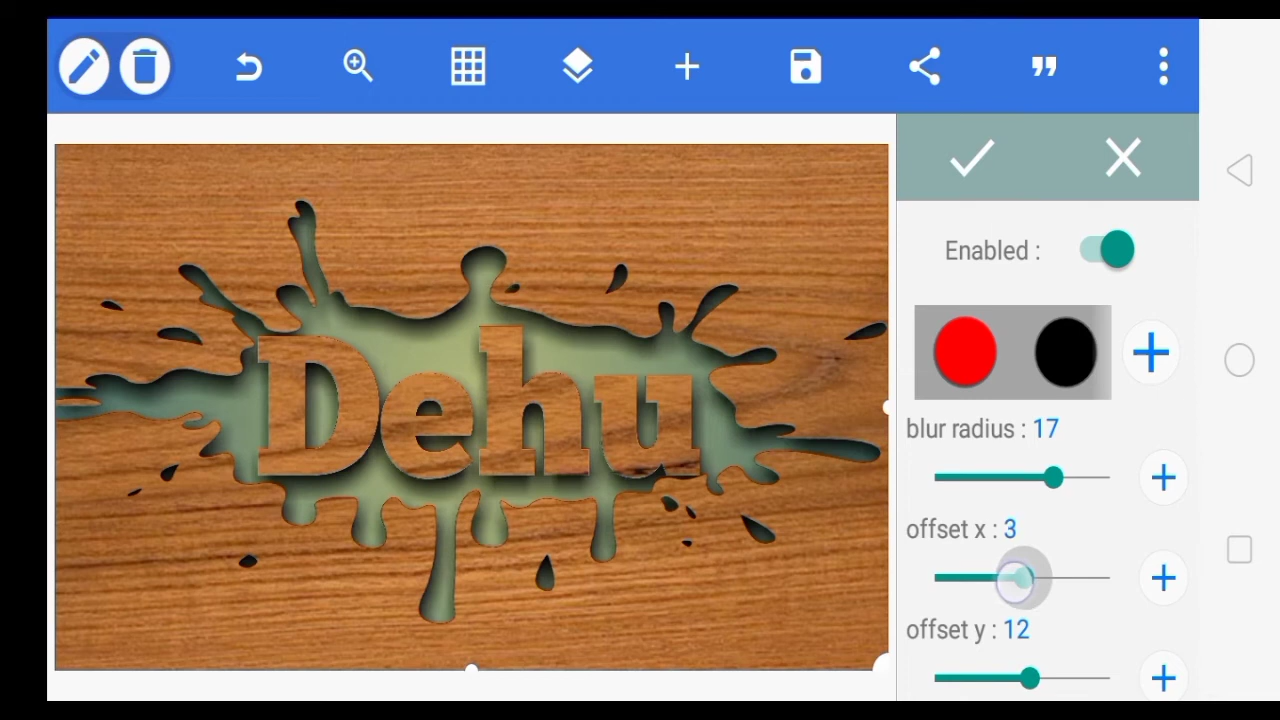 Dehu
Enabled :
blur radius : 17
offset x : 3
offset y : 12